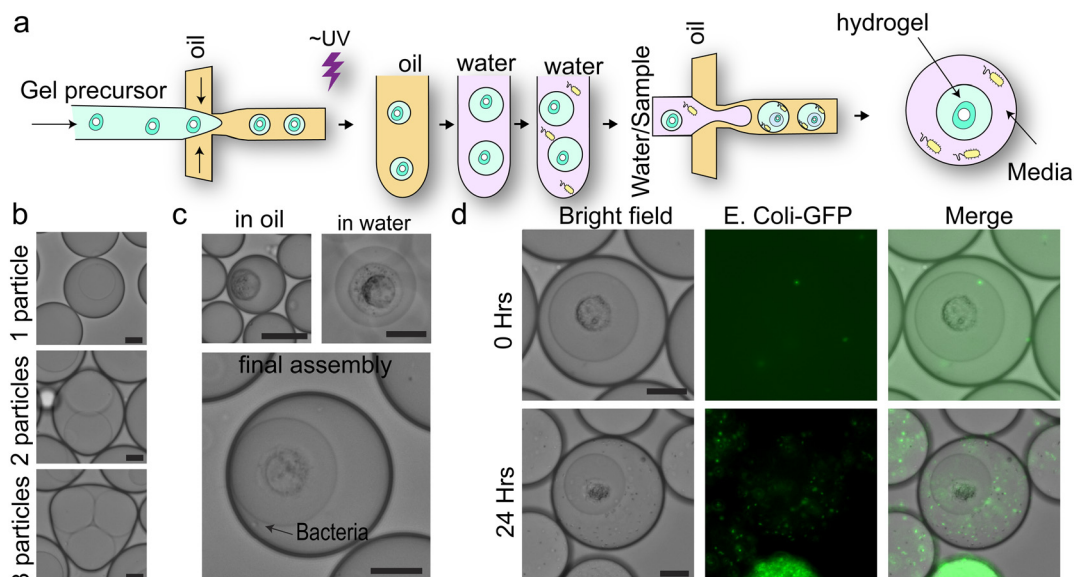 a
oil
~UV
Gel precursor
oil
water
water
Water/Sample
oil
hydrogel
Media
b
1 particle
2 particles
3 particles
c
in oil
in water
final assembly
Bacteria
d
Bright field
E. Coli-GFP
Merge
0 Hrs
24 Hrs